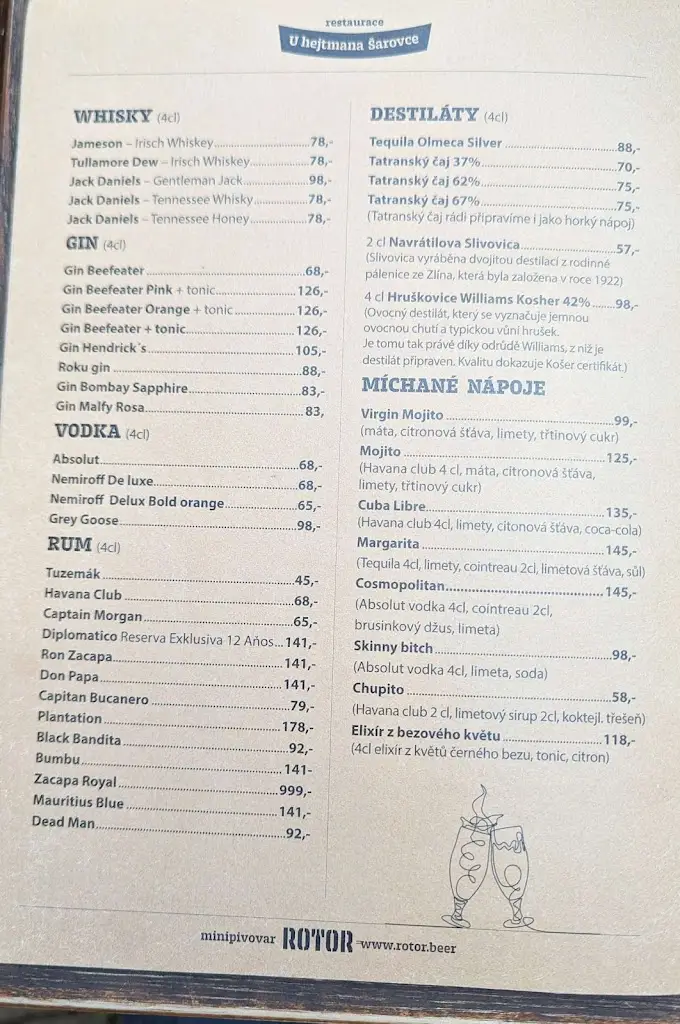 restaurace
U hejtmana Šarovce
WHISKY (4cl)
Jameson – Irisch Whiskey 78,-
Tullamore Dew – Irisch Whiskey 78,-
Jack Daniels – Gentleman Jack 98,-
Jack Daniels – Tennessee Whisky 78,-
Jack Daniels – Tennessee Honey 78,-
GIN (4cl)
Gin Beefeater 68,-
Gin Beefeater Pink + tonic 126,-
Gin Beefeater Orange + tonic 126,-
Gin Beefeater + tonic 126,-
Gin Hendrick´s 105,-
Roku gin 88,-
Gin Bombay Sapphire 83,-
Gin Malfy Rosa 83,
VODKA (4cl)
Absolut 68,-
Nemiroff De luxe 68,-
Nemiroff Delux Bold orange 65,-
Grey Goose 98,-
RUM (4cl)
Tuzemák 45,-
Havana Club 68,-
Captain Morgan 65,-
Diplomatico Reserva Exklusiva 12 Aňos 141,-
Ron Zacapa 141,-
Don Papa 141,-
Capitan Bucanero 79,-
Plantation 178,-
Black Bandita 92,-
Bumbu 141-
Zacapa Royal 999,-
Mauritius Blue 141,-
Dead Man 92,-
DESTILÁTY (4cl)
Tequila Olmeca Silver 88,-
Tatranský čaj 37% 70,-
Tatranský čaj 62% 75,-
Tatranský čaj 67% 75,-
(Tatranský čaj rádi připravíme i jako horký nápoj)
2 cl Navrátilova Slivovica 57,-
(Slivovica vyráběna dvojitou destilací z rodinné
pálenice ze Zlína, která byla založena v roce 1922)
4 cl Hruškovice Williams Kosher 42% 98,-
(Ovocný destilát, který se vyznačuje jemnou
ovocnou chutí a typickou vůní hrušek.
Je tomu tak právě díky odrůdě Williams, z níž je
destilát připraven. Kvalitu dokazuje Košer certifikát.)
MÍCHANÉ NÁPOJE
Virgin Mojito 99,-
(máta, citronová šťáva, limety, třtinový cukr)
Mojito 125,-
(Havana club 4 cl, máta, citronová šťáva,
limety, třtinový cukr)
Cuba Libre 135,-
(Havana club 4cl, limety, citonová šťáva, coca-cola)
Margarita 145,-
(Tequila 4cl, limety, cointreau 2cl, limetová šťáva, sůl)
Cosmopolitan 145,-
(Absolut vodka 4cl, cointreau 2cl,
brusinkový džus, limeta)
Skinny bitch 98,-
(Absolut vodka 4cl, limeta, soda)
Chupito 58,-
(Havana club 2 cl, limetový sirup 2cl, koktejl. třešeň)
Elixír z bezového květu 118,-
(4cl elixír z květů černého bezu, tonic, citron)
minipivovar ROTOR www.rotor.beer